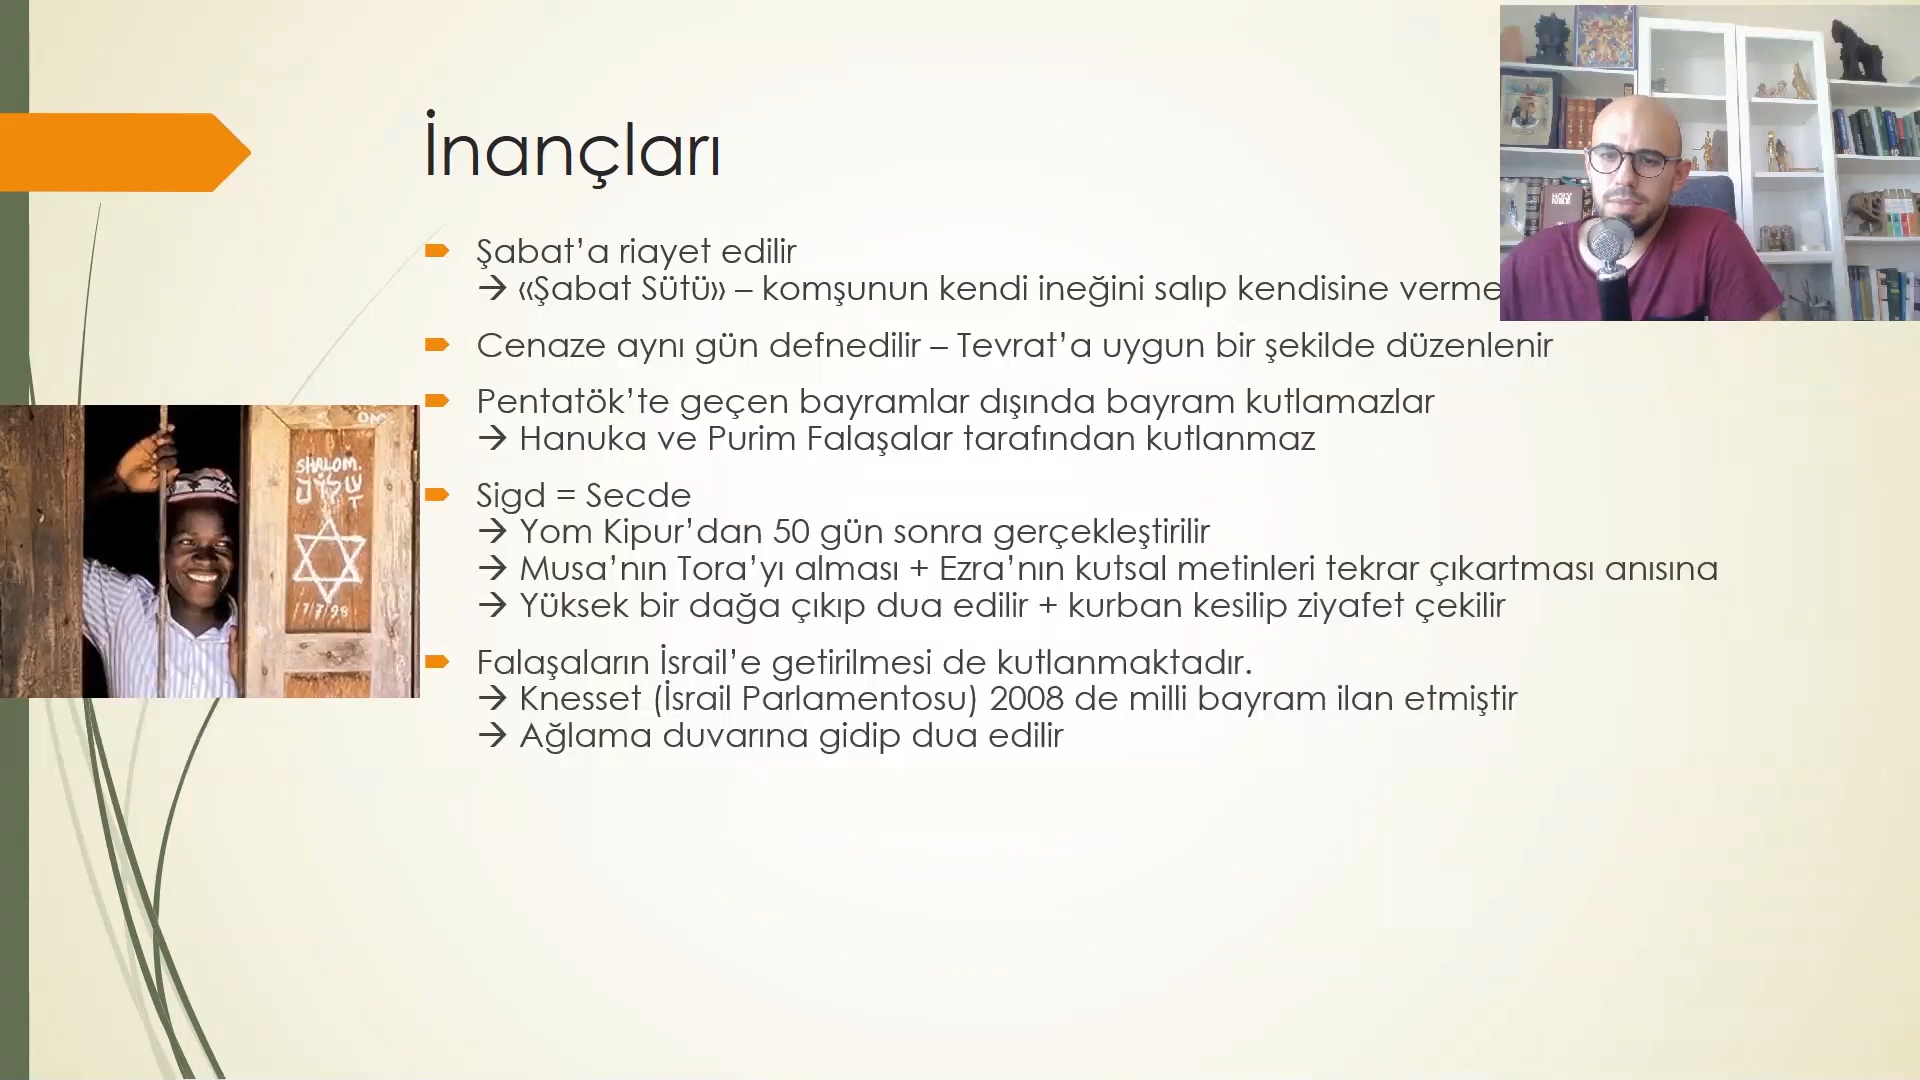 İnançları
Şabat’a riayet edilir
→ «Şabat Sütü» – komşunun kendi ineğini salıp kendisine verme
Cenaze aynı gün defnedilir – Tevrat’a uygun bir şekilde düzenlenir
Pentatök’te geçen bayramlar dışında bayram kutlamazlar
→ Hanuka ve Purim Falaşalar tarafından kutlanmaz
Sigd = Secde
→ Yom Kipur’dan 50 gün sonra gerçekleştirilir
→ Musa’nın Tora’yı alması + Ezra’nın kutsal metinleri tekrar çıkartması anısına
→ Yüksek bir dağa çıkıp dua edilir + kurban kesilip ziyafet çekilir
Falaşaların İsrail’e getirilmesi de kutlanmaktadır.
→ Knesset (İsrail Parlamentosu) 2008 de milli bayram ilan etmiştir
→ Ağlama duvarına gidip dua edilir
SHALOM.
17/7/98
HOLY
BIBLE